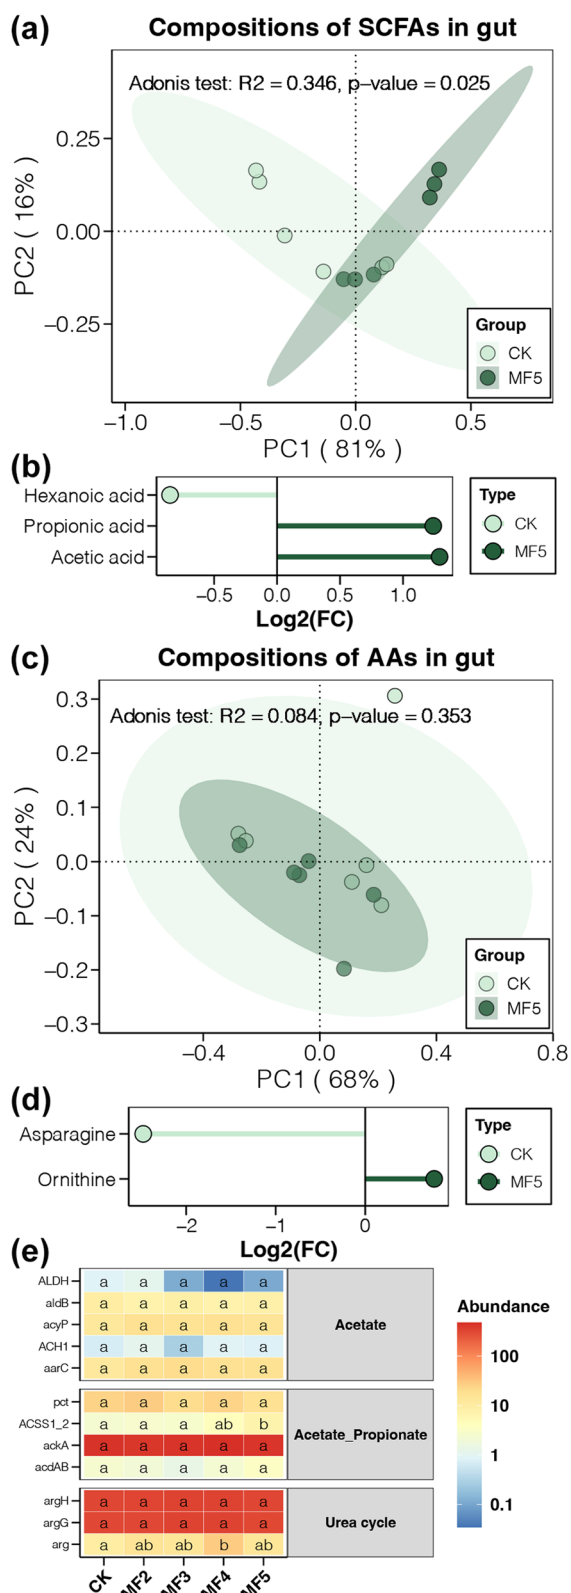 (a)
Compositions of SCFAs in gut
Adonis test: R2 = 0.346, p−value = 0.025
PC2 ( 16% )
0.25
0.00
−0.25
Group
CK
MF5
−1.0 −0.5 0.0 0.5
PC1 ( 81% )
(b)
Hexanoic acid
Propionic acid
Acetic acid
Type
CK
MF5
−0.5 0.0 0.5 1.0
Log2(FC)
(c)
Compositions of AAs in gut
Adonis test: R2 = 0.084, p−value = 0.353
PC2 ( 24% )
0.3
0.2
0.1
0.0
−0.1
−0.2
−0.3
Group
CK
MF5
−0.4 0.0 0.4 0.8
PC1 ( 68% )
(d)
Asparagine
Ornithine
Type
CK
MF5
−2 −1 0
Log2(FC)
(e)
ALDH a a a a a
aldB a a a a a
acyP a a a a a
ACH1 a a a a a
aarC a a a a a
Acetate
pct a a a a a
ACSS1_2 a a a ab b
ackA a a a a a
acdAB a a a a a
Acetate_Propionate
argH a a a a a
argG a a a a a
arg a ab ab b ab
Urea cycle
CK MF2 MF3 MF4 MF5
Abundance
100
10
1
0.1